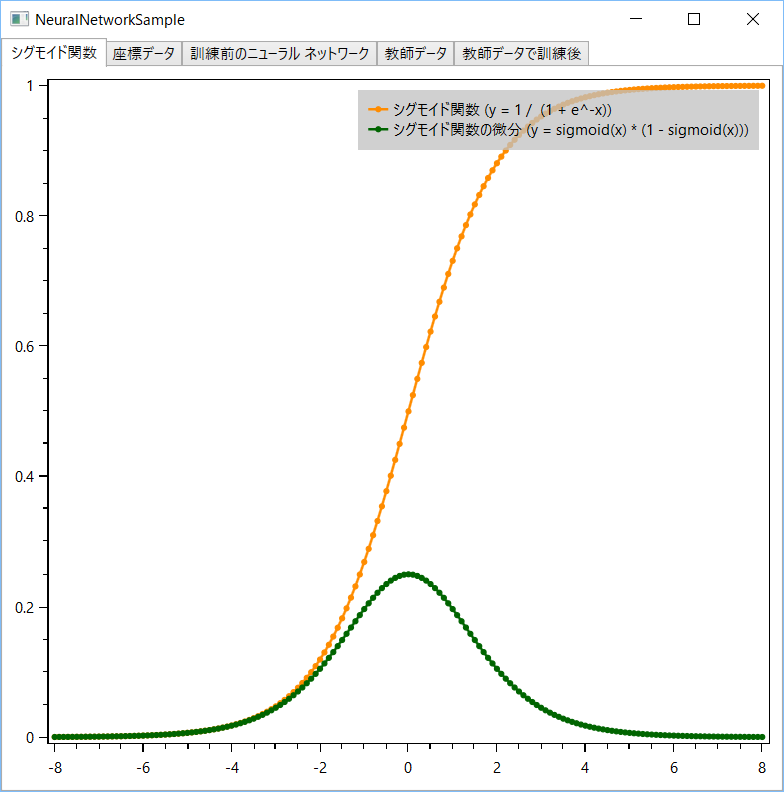 NeuralNetworkSample
シグモイド関数 座標データ 訓練前のニューラル ネットワーク 教師データ 教師データで訓練後
シグモイド関数 (y = 1 / (1 + e^-x))
シグモイド関数の微分 (y = sigmoid(x) * (1 - sigmoid(x)))
1
0.8
0.6
0.4
0.2
0
-8 -6 -4 -2 0 2 4 6 8